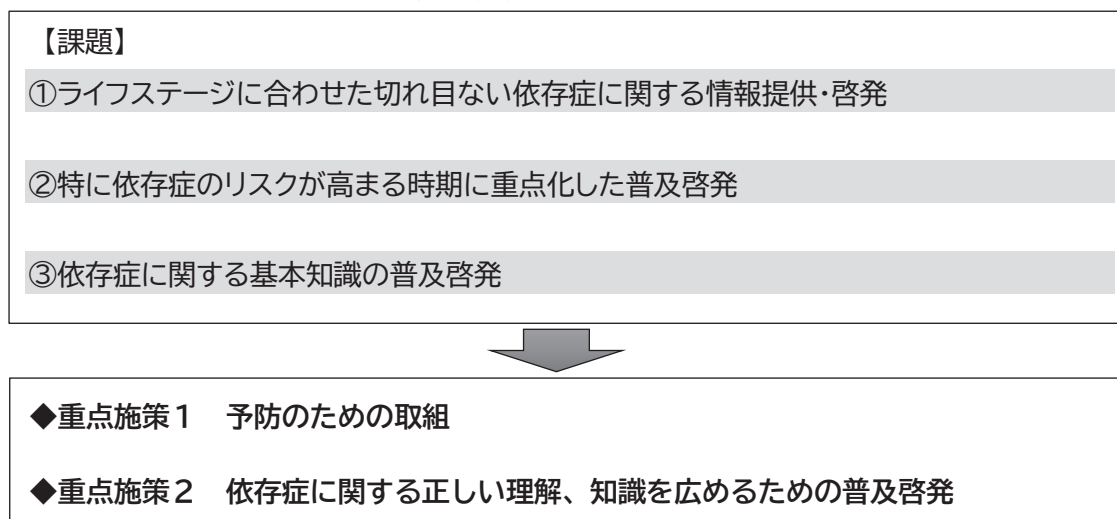 【課題】
①ライフステージに合わせた切れ目ない依存症に関する情報提供・啓発
②特に依存症のリスクが高まる時期に重点化した普及啓発
③依存症に関する基本知識の普及啓発
◆重点施策１　予防のための取組
◆重点施策２　依存症に関する正しい理解、知識を広めるための普及啓発